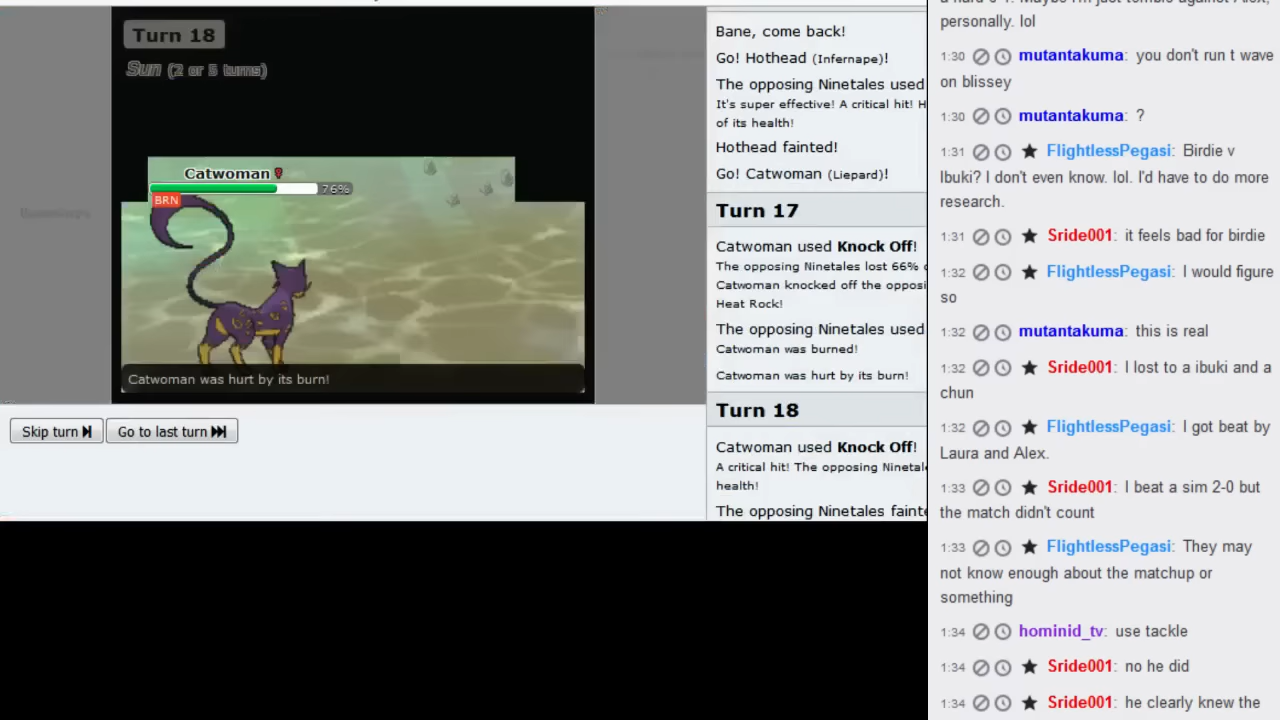 Turn 18
Sun (2 or 5 turns)
Catwoman
76%
BRN
Catwoman was hurt by its burn!
Skip turn
Go to last turn
Bane, come back!
Go! Hothead (Infernape)!
The opposing Ninetales used
It's super effective! A critical hit! H
of its health!
Hothead fainted!
Go! Catwoman (Liepard)!
Turn 17
Catwoman used Knock Off!
The opposing Ninetales lost 66%
Catwoman knocked off the opposi
Heat Rock!
The opposing Ninetales used
Catwoman was burned!
Catwoman was hurt by its burn!
Turn 18
Catwoman used Knock Off!
A critical hit! The opposing Ninetal
health!
The opposing Ninetales fainte
personally. lol
1:30 mutantakuma: you don't run t wave
on blissey
1:30 mutantakuma: ?
1:31 FlightlessPegasi: Birdie v
Ibuki? I don't even know. lol. I'd have to do more
research.
1:31 Sride001: it feels bad for birdie
1:32 FlightlessPegasi: I would figure
so
1:32 mutantakuma: this is real
1:32 Sride001: I lost to a ibuki and a
chun
1:32 FlightlessPegasi: I got beat by
Laura and Alex.
1:33 Sride001: I beat a sim 2-0 but
the match didn't count
1:33 FlightlessPegasi: They may
not know enough about the matchup or
something
1:34 hominid_tv: use tackle
1:34 Sride001: no he did
1:34 Sride001: he clearly knew the